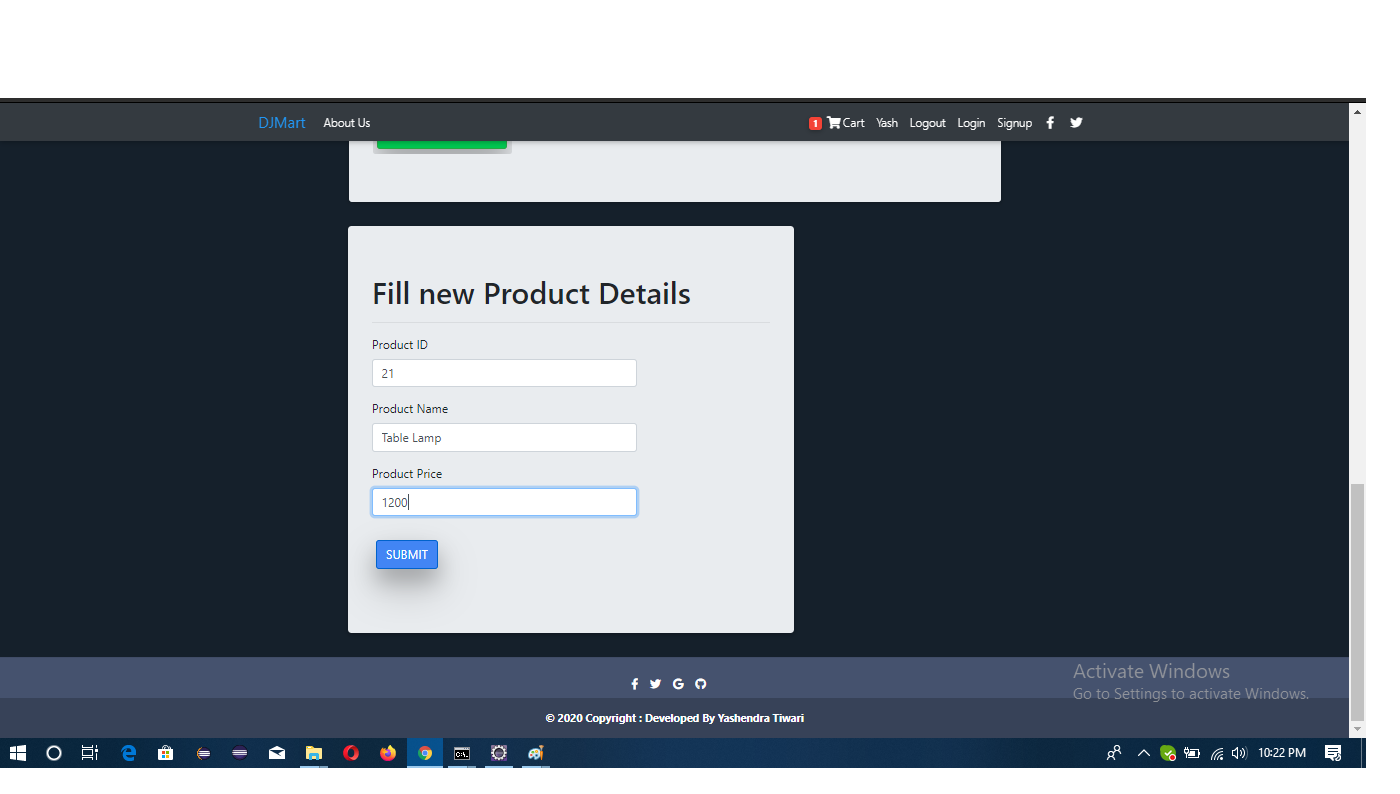 DJMart About Us 1 Cart Yash Logout Login Signup
Fill new Product Details
Product ID
21
Product Name
Table Lamp
Product Price
1200
SUBMIT
Activate Windows
Go to Settings to activate Windows.
© 2020 Copyright : Developed By Yashendra Tiwari
10:22 PM